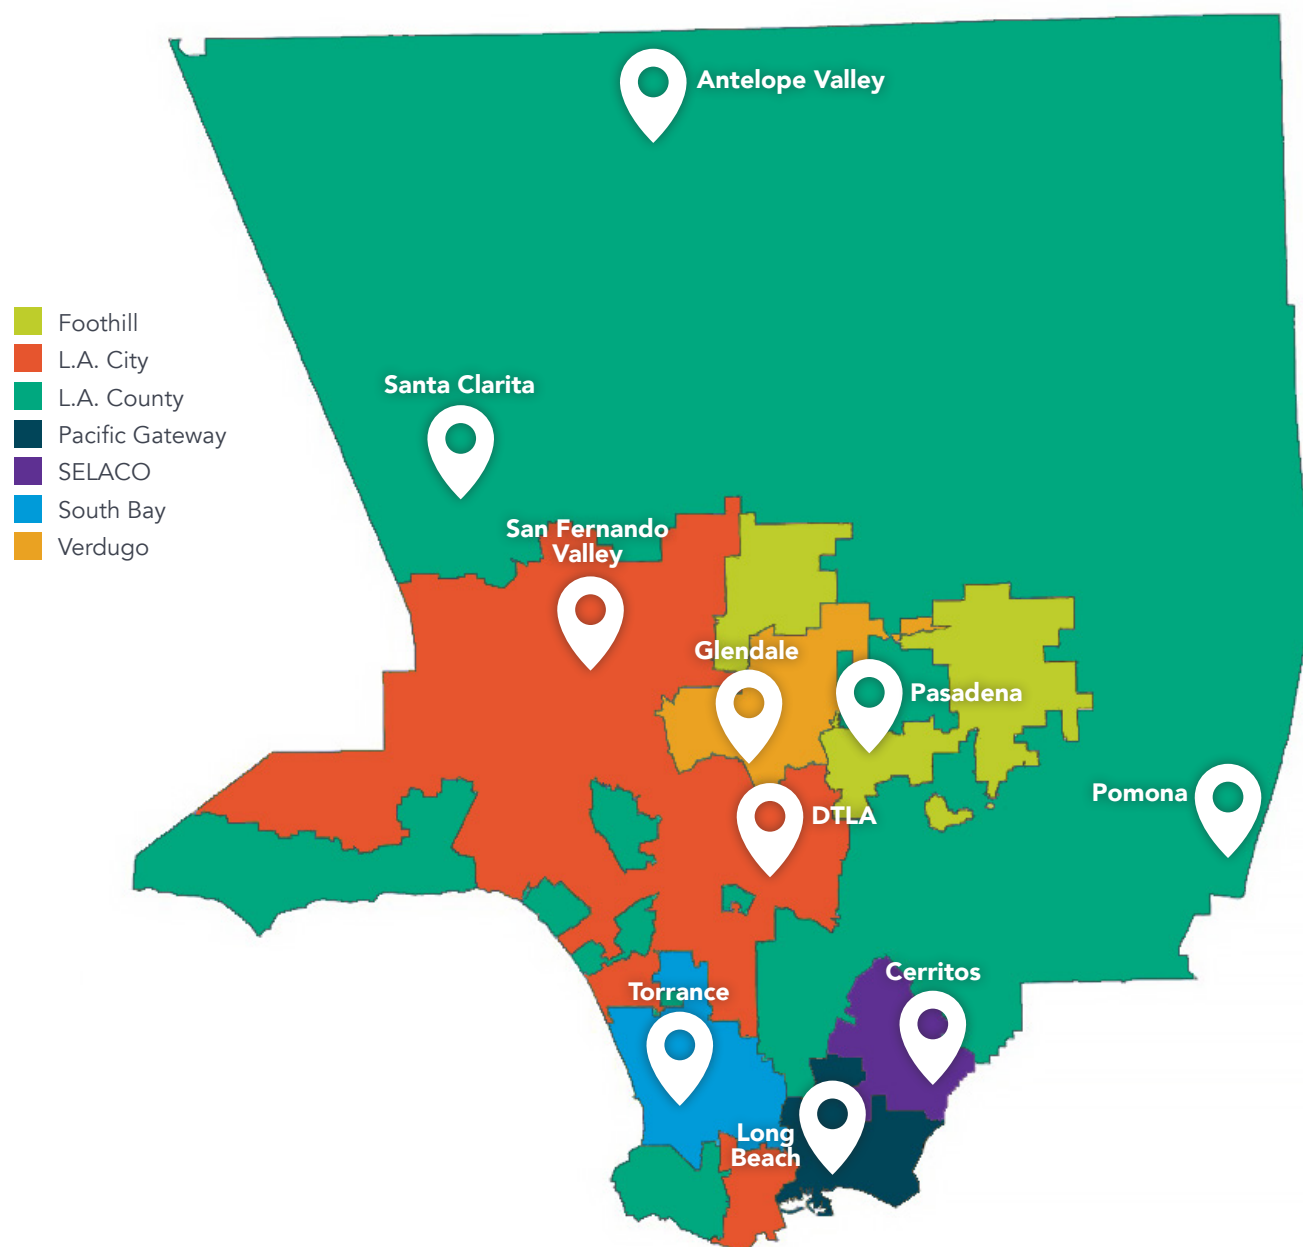 Antelope Valley
Foothill
L.A. City
L.A. County
Pacific Gateway
SELACO
South Bay
Verdugo
Santa Clarita
San Fernando
Valley
Glendale
Pasadena
Pomona
DTLA
Cerritos
Torrance
Long
Beach